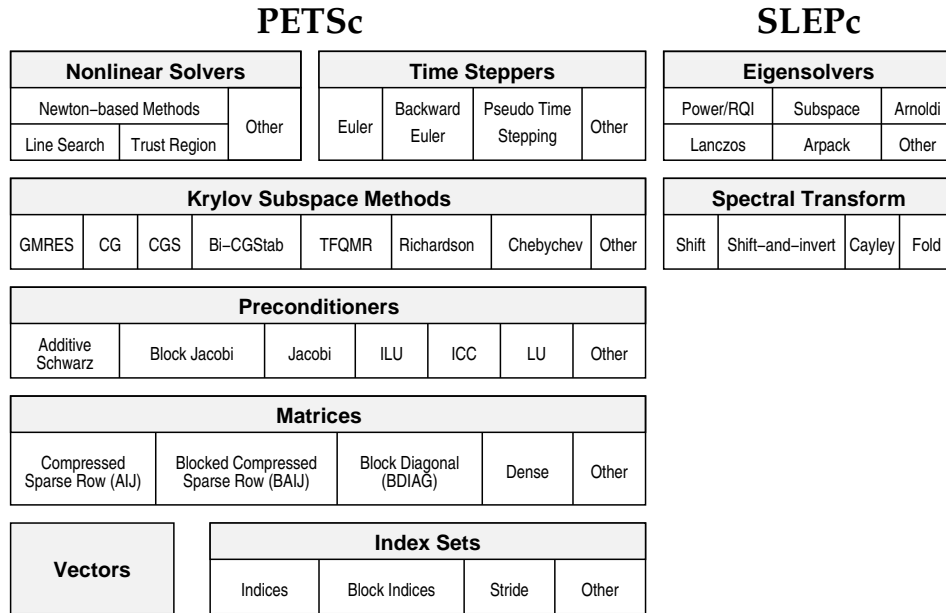 PETSc
SLEPc
Nonlinear Solvers
Newton−based Methods
Line Search
Trust Region
Other
Time Steppers
Euler
Backward
Euler
Pseudo Time
Stepping
Other
Eigensolvers
Power/RQI
Subspace
Arnoldi
Lanczos
Arpack
Other
Krylov Subspace Methods
GMRES
CG
CGS
Bi−CGStab
TFQMR
Richardson
Chebychev
Other
Spectral Transform
Shift
Shift−and−invert
Cayley
Fold
Preconditioners
Additive
Schwarz
Block Jacobi
Jacobi
ILU
ICC
LU
Other
Matrices
Compressed
Sparse Row (AIJ)
Blocked Compressed
Sparse Row (BAIJ)
Block Diagonal
(BDIAG)
Dense
Other
Vectors
Index Sets
Indices
Block Indices
Stride
Other